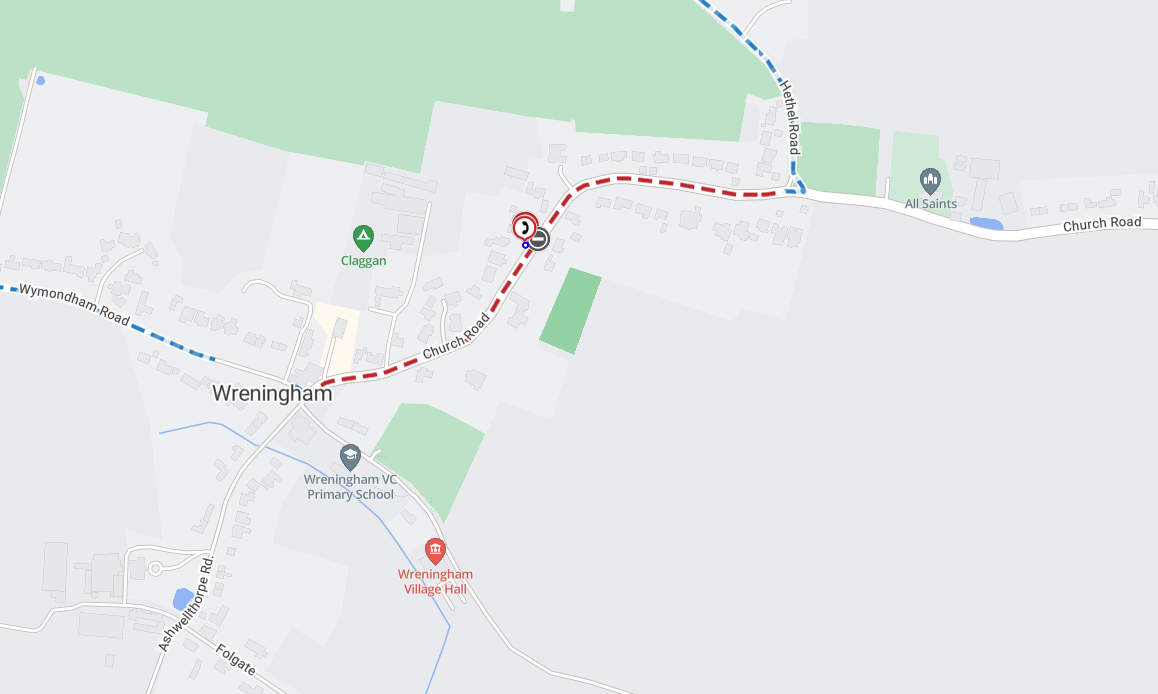 Hethel Road
All Saints
Church Road
Claggan
Wymondham Road
Church Road
Wreningham
Wreningham VC
Primary School
Wreningham
Village Hall
Ashwellthorpe Rd.
Folgate